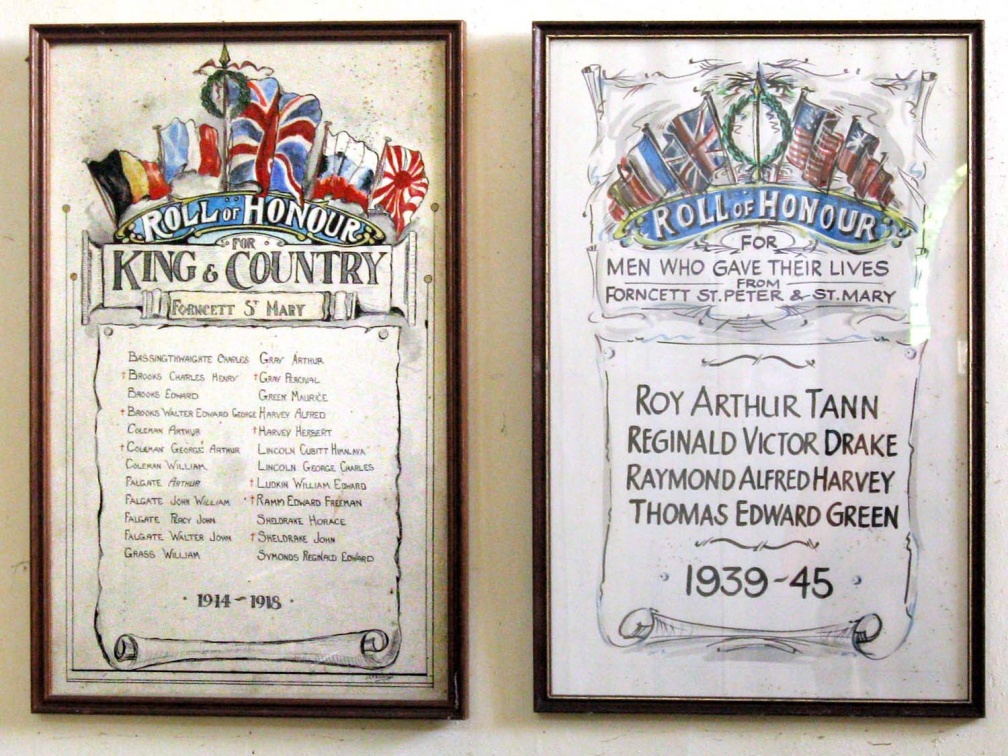 ROLL OF HONOUR
FOR
KING & COUNTRY
FORNCETT ST MARY
BASSINGTHWAIGHTE CHARLES
† BROOKS CHARLES HENRY
BROOKS EDWARD
† BROOKS WALTER EDWARD GEORGE
COLEMAN ARTHUR
† COLEMAN GEORGE ARTHUR
COLEMAN WILLIAM
FALGATE ARTHUR
FALGATE JOHN WILLIAM
FALGATE PERCY JOHN
FALGATE WALTER JOHN
GRASS WILLIAM
GRAY ARTHUR
† GRAY PERCIVAL
GREEN MAURICE
HARVEY ALFRED
† HARVEY HERBERT
LINCOLN CUBITT HIMALAYA
LINCOLN GEORGE CHARLES
† LUDKIN WILLIAM EDWARD
† RAMM EDWARD FREEMAN
SHELDRAKE HORACE
† SHELDRAKE JOHN
SYMONDS REGINALD EDWARD
· 1914 ~ 1918 ·
ROLL OF HONOUR
FOR
MEN WHO GAVE THEIR LIVES
FROM
FORNCETT ST. PETER & ST. MARY
ROY ARTHUR TANN
REGINALD VICTOR DRAKE
RAYMOND ALFRED HARVEY
THOMAS EDWARD GREEN
1939~45